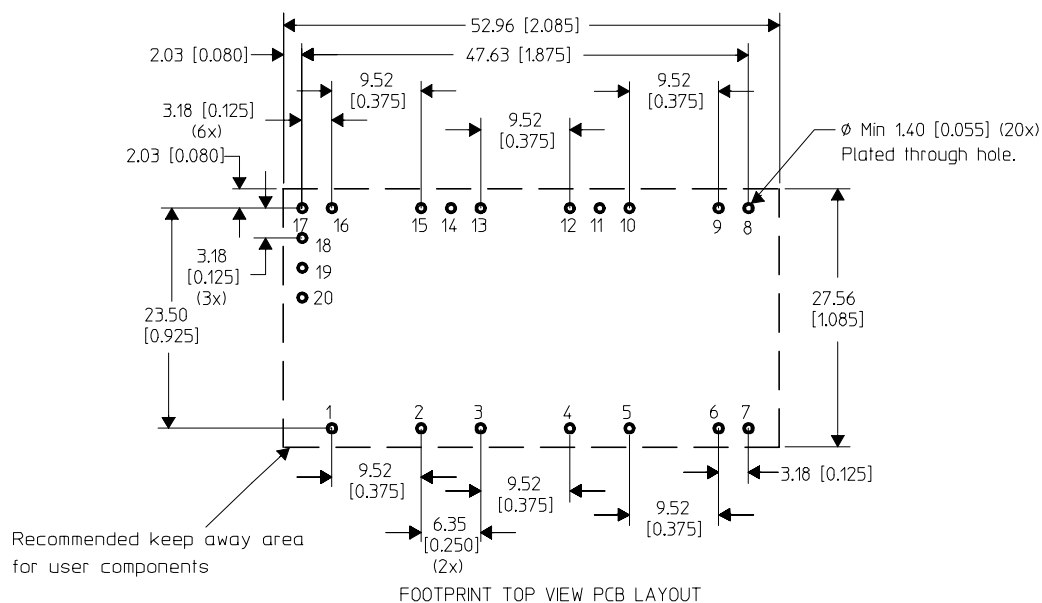 52.96 [2.085]
2.03 [0.080]
47.63 [1.875]
9.52
[0.375]
9.52
[0.375]
3.18 [0.125]
(6x)
9.52
[0.375]
ø Min 1.40 [0.055] (20x)
Plated through hole.
2.03 [0.080]
17 16 15 14 13 12 11 10 9 8
18
3.18
[0.125]
(3x)
19
20
23.50
[0.925]
27.56
[1.085]
1 2 3 4 5 6 7
9.52
[0.375]
9.52
[0.375]
3.18 [0.125]
9.52
[0.375]
6.35
[0.250]
(2x)
Recommended keep away area
for user components
FOOTPRINT TOP VIEW PCB LAYOUT